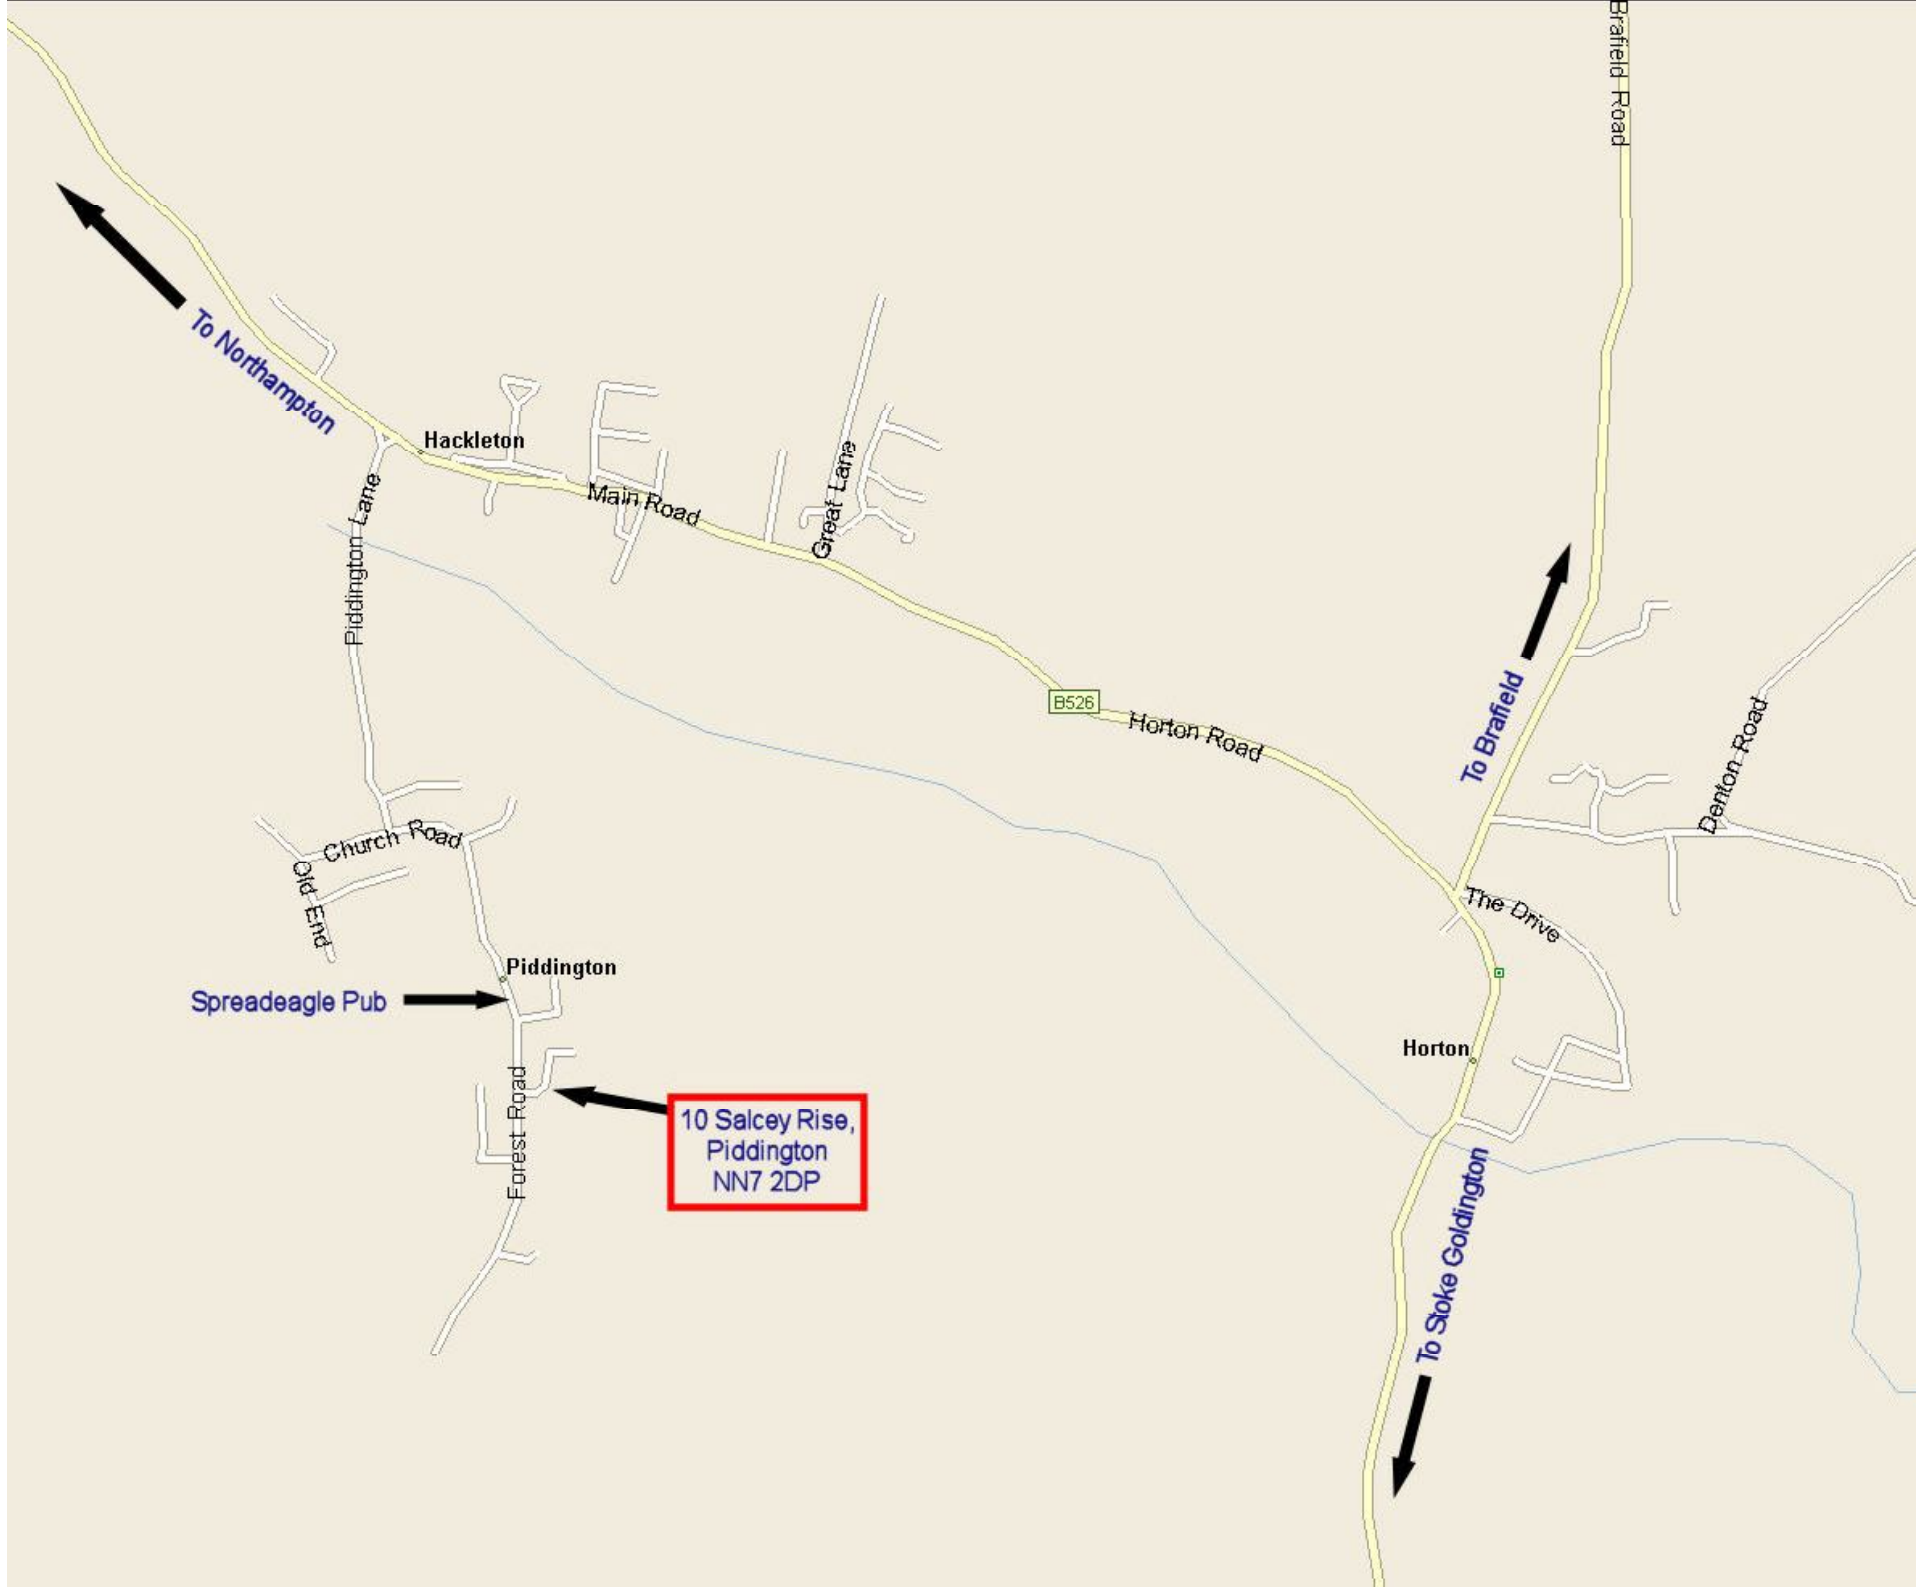 Brafield Road
To Northampton
Hackleton
Piddington Lane
Main Road
Great Lane
B526
Horton Road
To Brafield
Denton Road
Church Road
Old End
The Drive
Piddington
Spreadeagle Pub
Horton
Forest Road
10 Salcey Rise,
Piddington
NN7 2DP
To Stoke Goldington